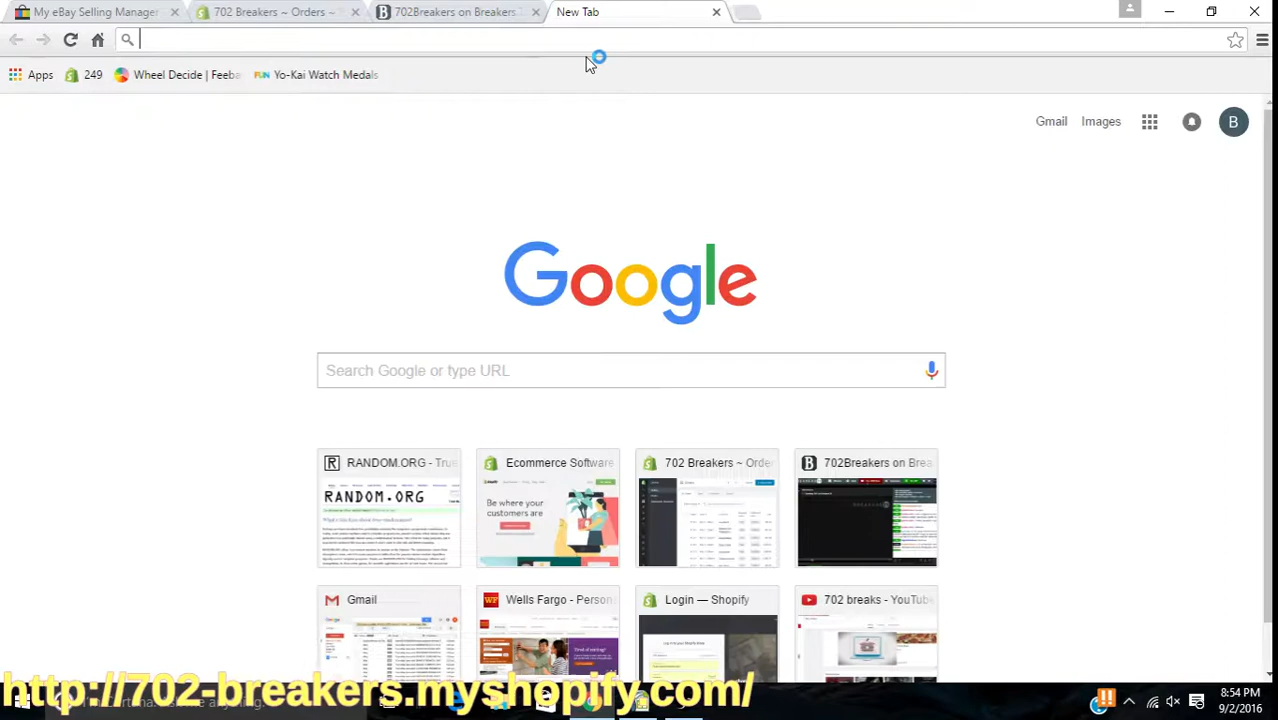 My eBay Selling Manager
702 Breakers ~ Orders ~
702Breakers on Breakers
New Tab
Apps
249
Wheel Decide | Feeba
Yo-Kai Watch Medals
Gmail
Images
B
Google
Search Google or type URL
RANDOM.ORG - True
Ecommerce Software
702 Breakers ~ Order
702Breakers on Brea
RANDOM.ORG
Be where your
customers are
Gmail
Wells Fargo - Person
Login — Shopify
702 breaks - YouTube
http://702-breakers.myshopify.com/
8:54 PM
9/2/2016